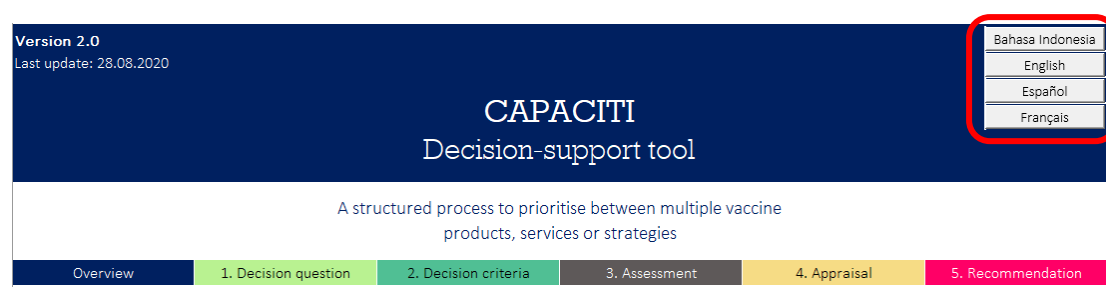 Version 2.0
Last update: 28.08.2020
Bahasa Indonesia
English
Español
Français
CAPACITI
Decision-support tool
A structured process to prioritise between multiple vaccine
products, services or strategies
Overview
1. Decision question
2. Decision criteria
3. Assessment
4. Appraisal
5. Recommendation